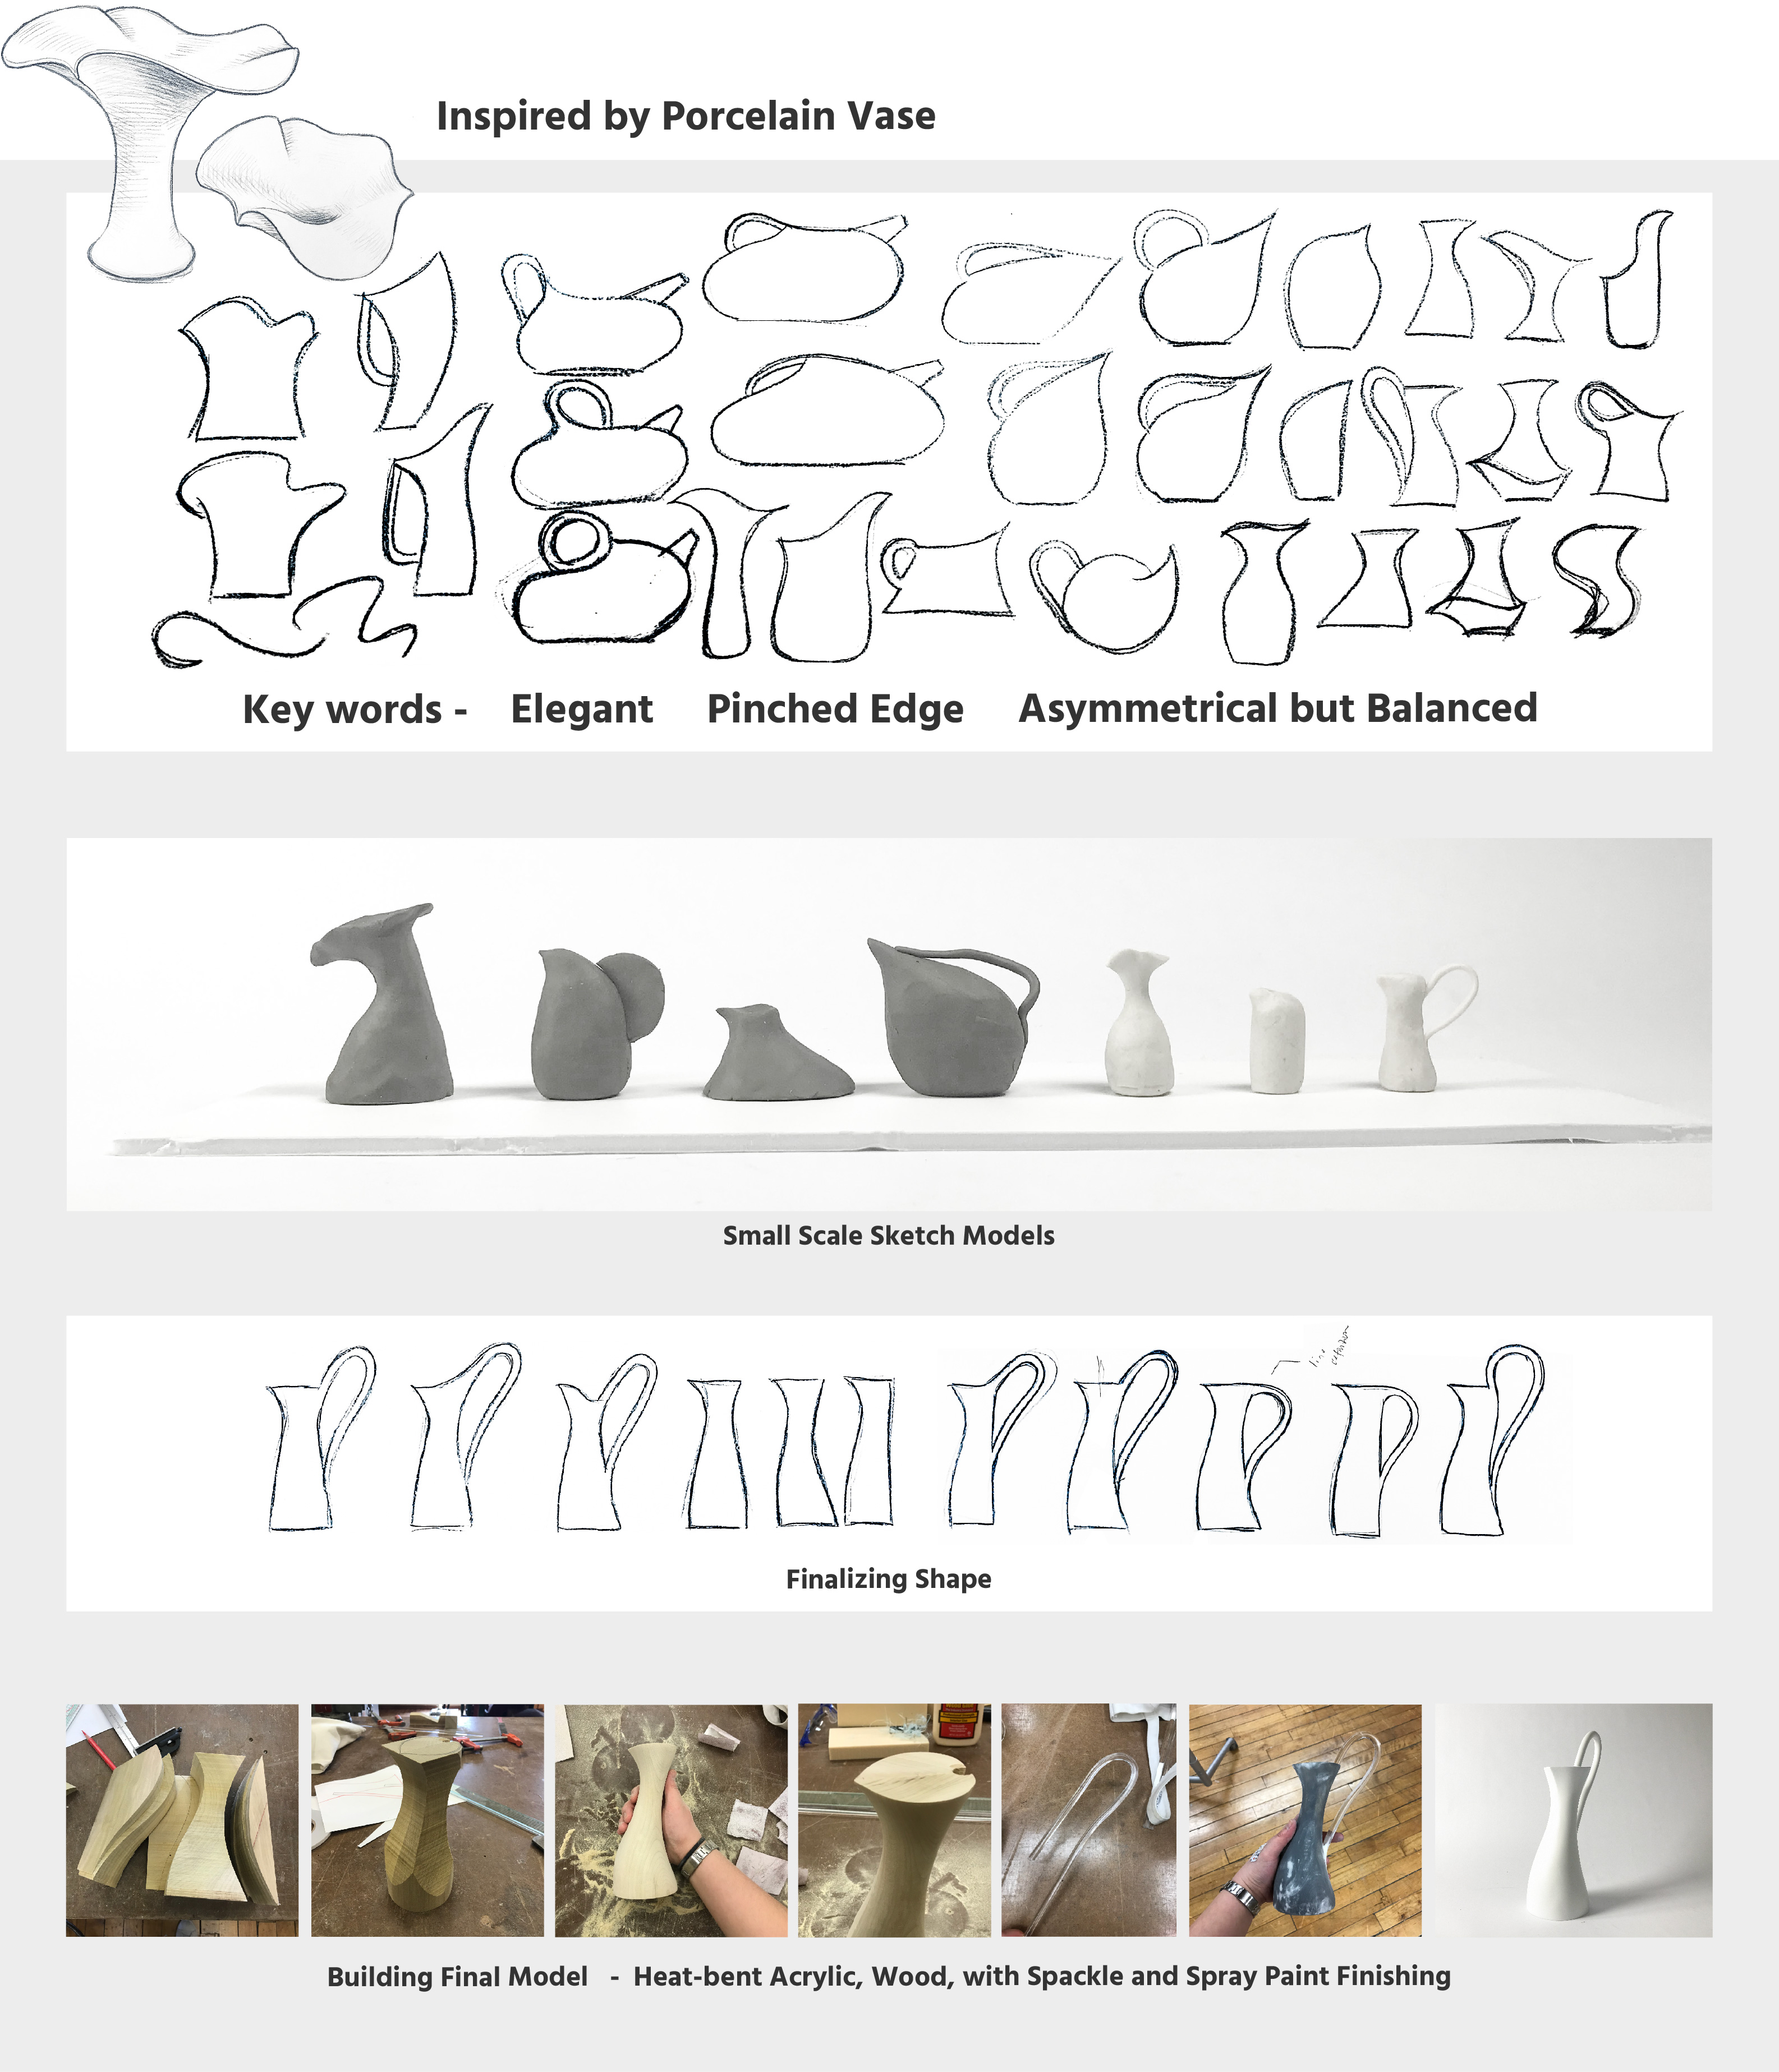 Inspired by Porcelain Vase
Key words - Elegant Pinched Edge Asymmetrical but Balanced
Small Scale Sketch Models
line
Finalizing Shape
Building Final Model - Heat-bent Acrylic, Wood, with Spackle and Spray Paint Finishing